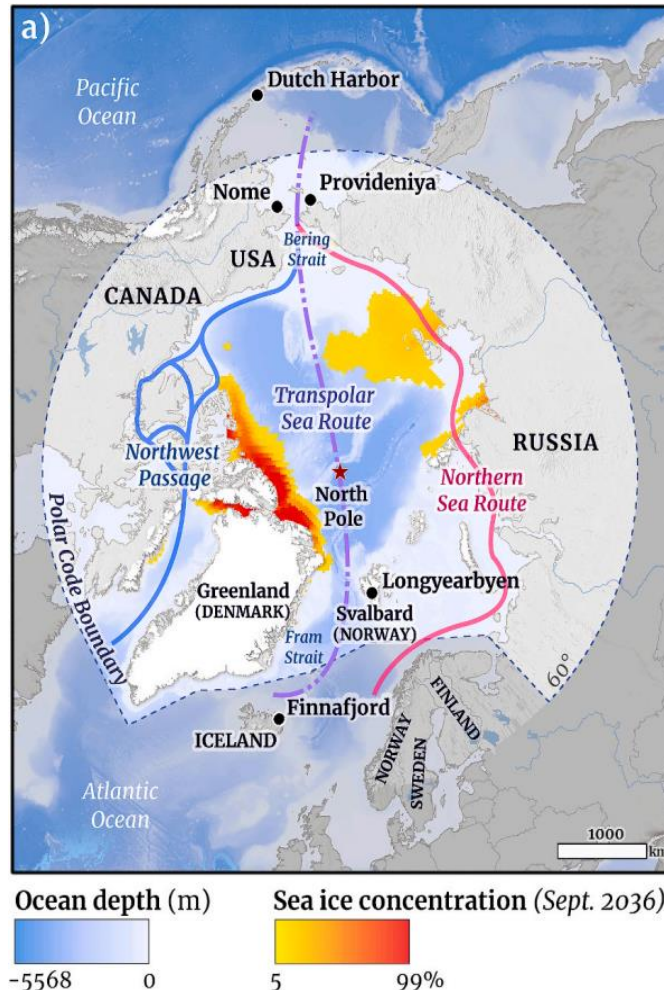 a)
Pacific
Ocean
Dutch Harbor
Nome
Provideniya
Bering
Strait
USA
CANADA
Transpolar
Sea Route
Northwest
Passage
RUSSIA
Northern
Sea Route
North
Pole
Polar Code Boundary
Greenland
(DENMARK)
Longyearbyen
Svalbard
(NORWAY)
Fram
Strait
60°
Finnafjord
ICELAND
NORWAY
SWEDEN
FINLAND
Atlantic
Ocean
1000
km
Ocean depth (m)
-5568
0
Sea ice concentration (Sept. 2036)
5
99%